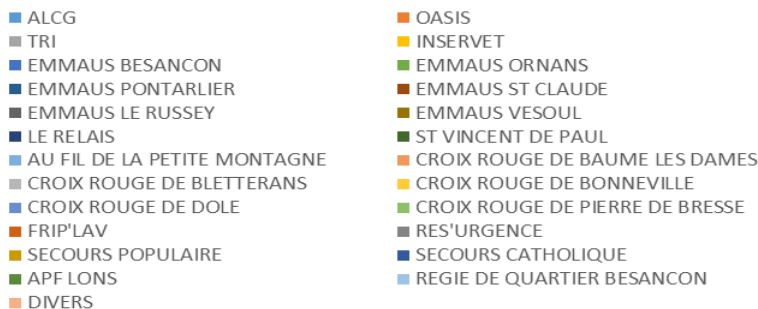 ALCG OASIS
TRI INSERVET
EMMAUS BESANCON EMMAUS ORNANS
EMMAUS PONTARLIER EMMAUS ST CLAUDE
EMMAUS LE RUSSEY EMMAUS VESOUL
LE RELAIS ST VINCENT DE PAUL
AU FIL DE LA PETITE MONTAGNE CROIX ROUGE DE BAUME LES DAMES
CROIX ROUGE DE BLETTERANS CROIX ROUGE DE BONNEVILLE
CROIX ROUGE DE DOLE CROIX ROUGE DE PIERRE DE BRESSE
FRIP'LAV RES'URGENCE
SECOURS POPULAIRE SECOURS CATHOLIQUE
APF LONS REGIE DE QUARTIER BESANCON
DIVERS